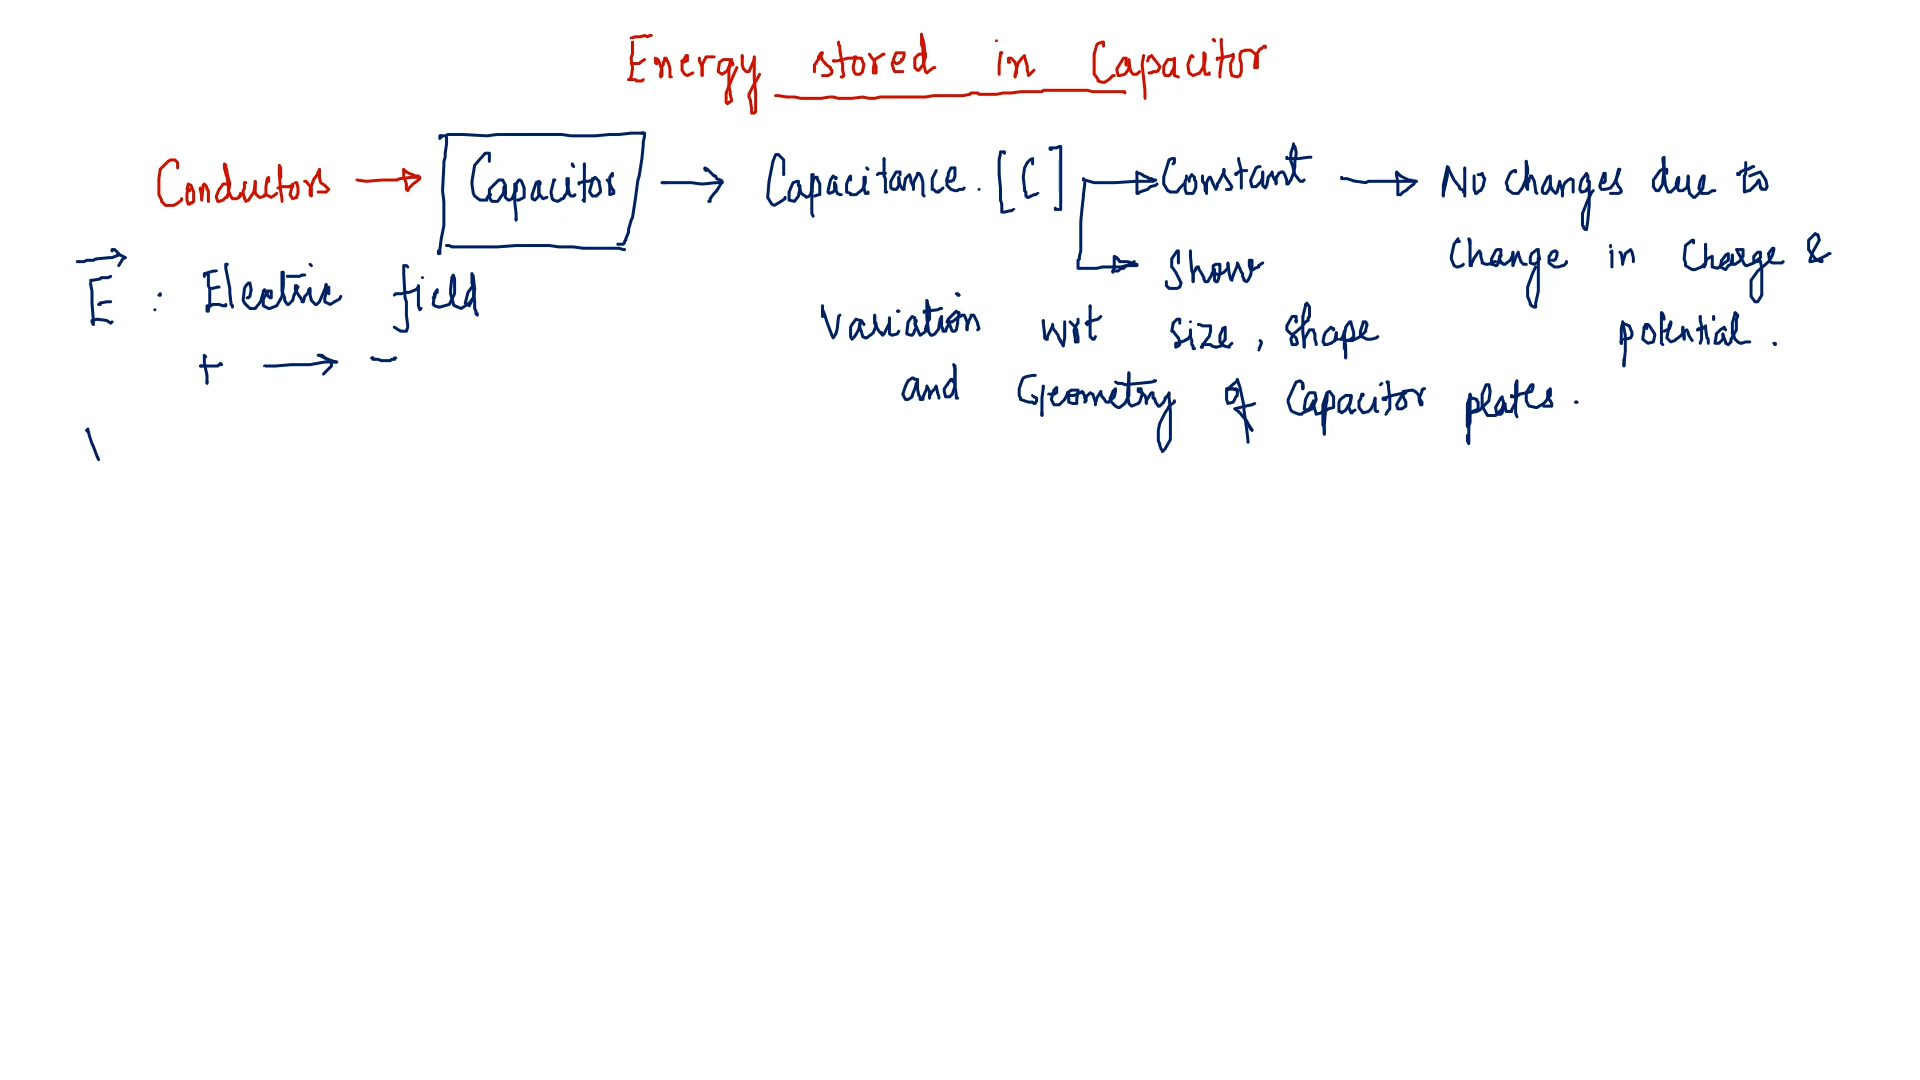 Energy stored in Capacitor
Conductors → Capacitor → Capacitance. [C] → Constant → No changes due to
change in Charge &
potential.
→ Show
Variation wrt size, shape
and Geometry of Capacitor plates.
E : Electric field
+ → -
\